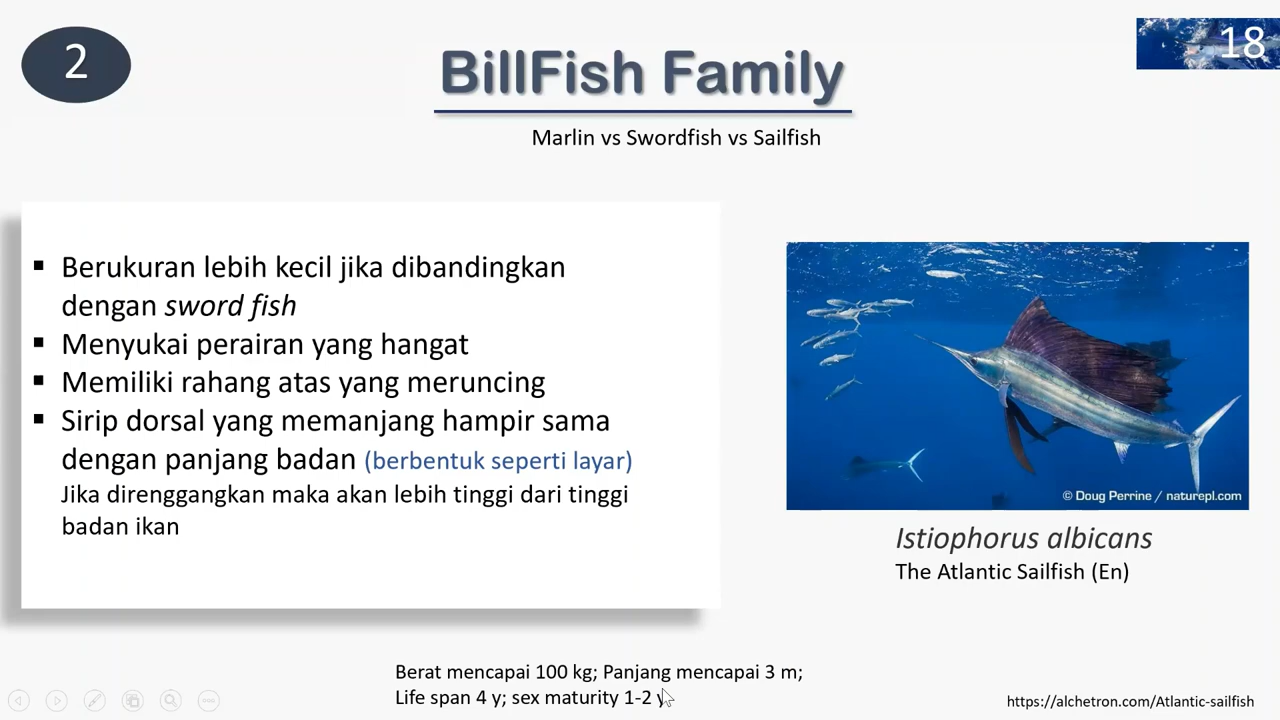 2
18
BillFish Family
Marlin vs Swordfish vs Sailfish
▪ Berukuran lebih kecil jika dibandingkan
dengan sword fish
▪ Menyukai perairan yang hangat
▪ Memiliki rahang atas yang meruncing
▪ Sirip dorsal yang memanjang hampir sama
dengan panjang badan (berbentuk seperti layar)
Jika direnggangkan maka akan lebih tinggi dari tinggi
badan ikan
© Doug Perrine / naturepl.com
Istiophorus albicans
The Atlantic Sailfish (En)
Berat mencapai 100 kg; Panjang mencapai 3 m;
Life span 4 y; sex maturity 1-2 y
https://alchetron.com/Atlantic-sailfish